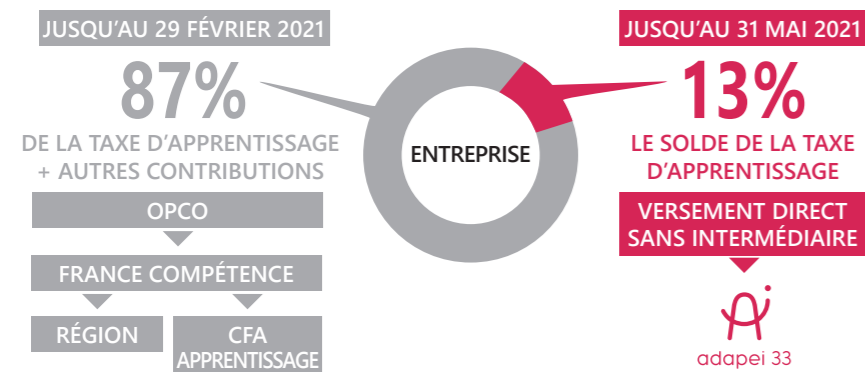 JUSQU'AU 29 FÉVRIER 2021
87%
DE LA TAXE D'APPRENTISSAGE
+ AUTRES CONTRIBUTIONS
OPCO
FRANCE COMPÉTENCE
RÉGION
CFA
APPRENTISSAGE
ENTREPRISE
JUSQU'AU 31 MAI 2021
13%
LE SOLDE DE LA TAXE
D'APPRENTISSAGE
VERSEMENT DIRECT
SANS INTERMÉDIAIRE
adapei 33